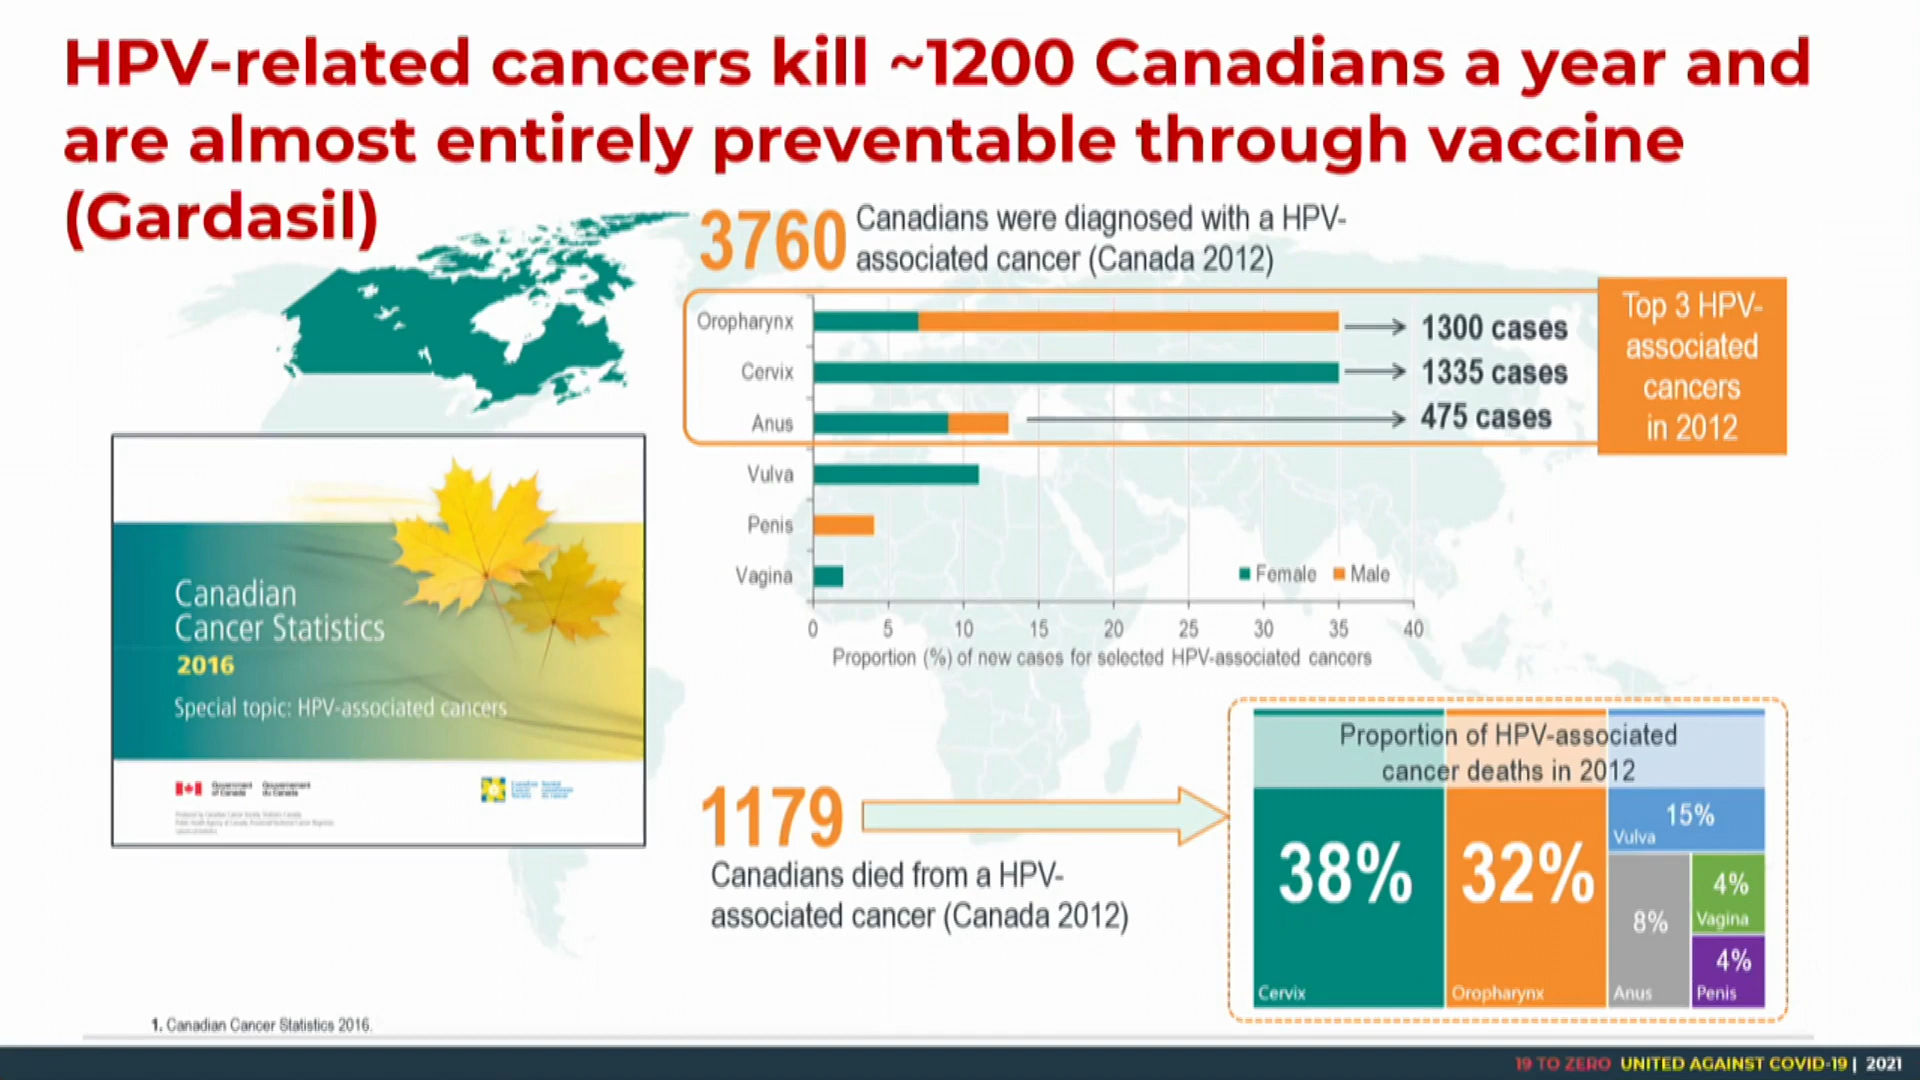 HPV-related cancers kill ~1200 Canadians a year and
are almost entirely preventable through vaccine
(Gardasil)
3760 Canadians were diagnosed with a HPV-
associated cancer (Canada 2012)
Oropharynx
1300 cases
Cervix
1335 cases
Anus
475 cases
Top 3 HPV-
associated
cancers
in 2012
Vulva
Penis
Vagina
Female Male
0 5 10 15 20 25 30 35 40
Proportion (%) of new cases for selected HPV-associated cancers
Canadian
Cancer Statistics
2016
Special topic: HPV-associated cancers
Government
of Canada
Gouvernement
du Canada
1179
Canadians died from a HPV-
associated cancer (Canada 2012)
Proportion of HPV-associated
cancer deaths in 2012
38%
Cervix
32%
Oropharynx
15%
Vulva
8%
Anus
4%
Vagina
4%
Penis
1. Canadian Cancer Statistics 2016.
19 TO ZERO UNITED AGAINST COVID-19 | 2021